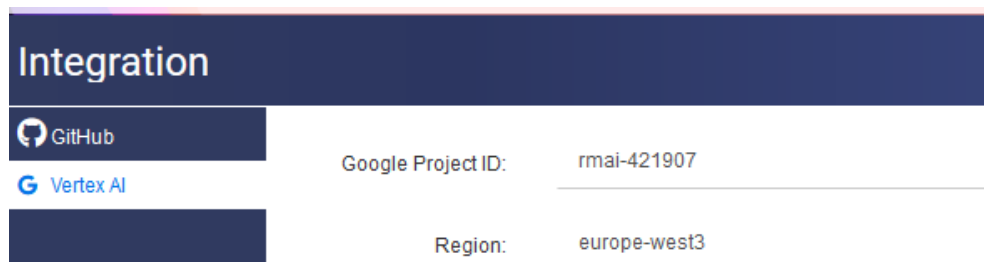 Integration
GitHub
Google Project ID: rmai-421907
Vertex AI
Region: europe-west3